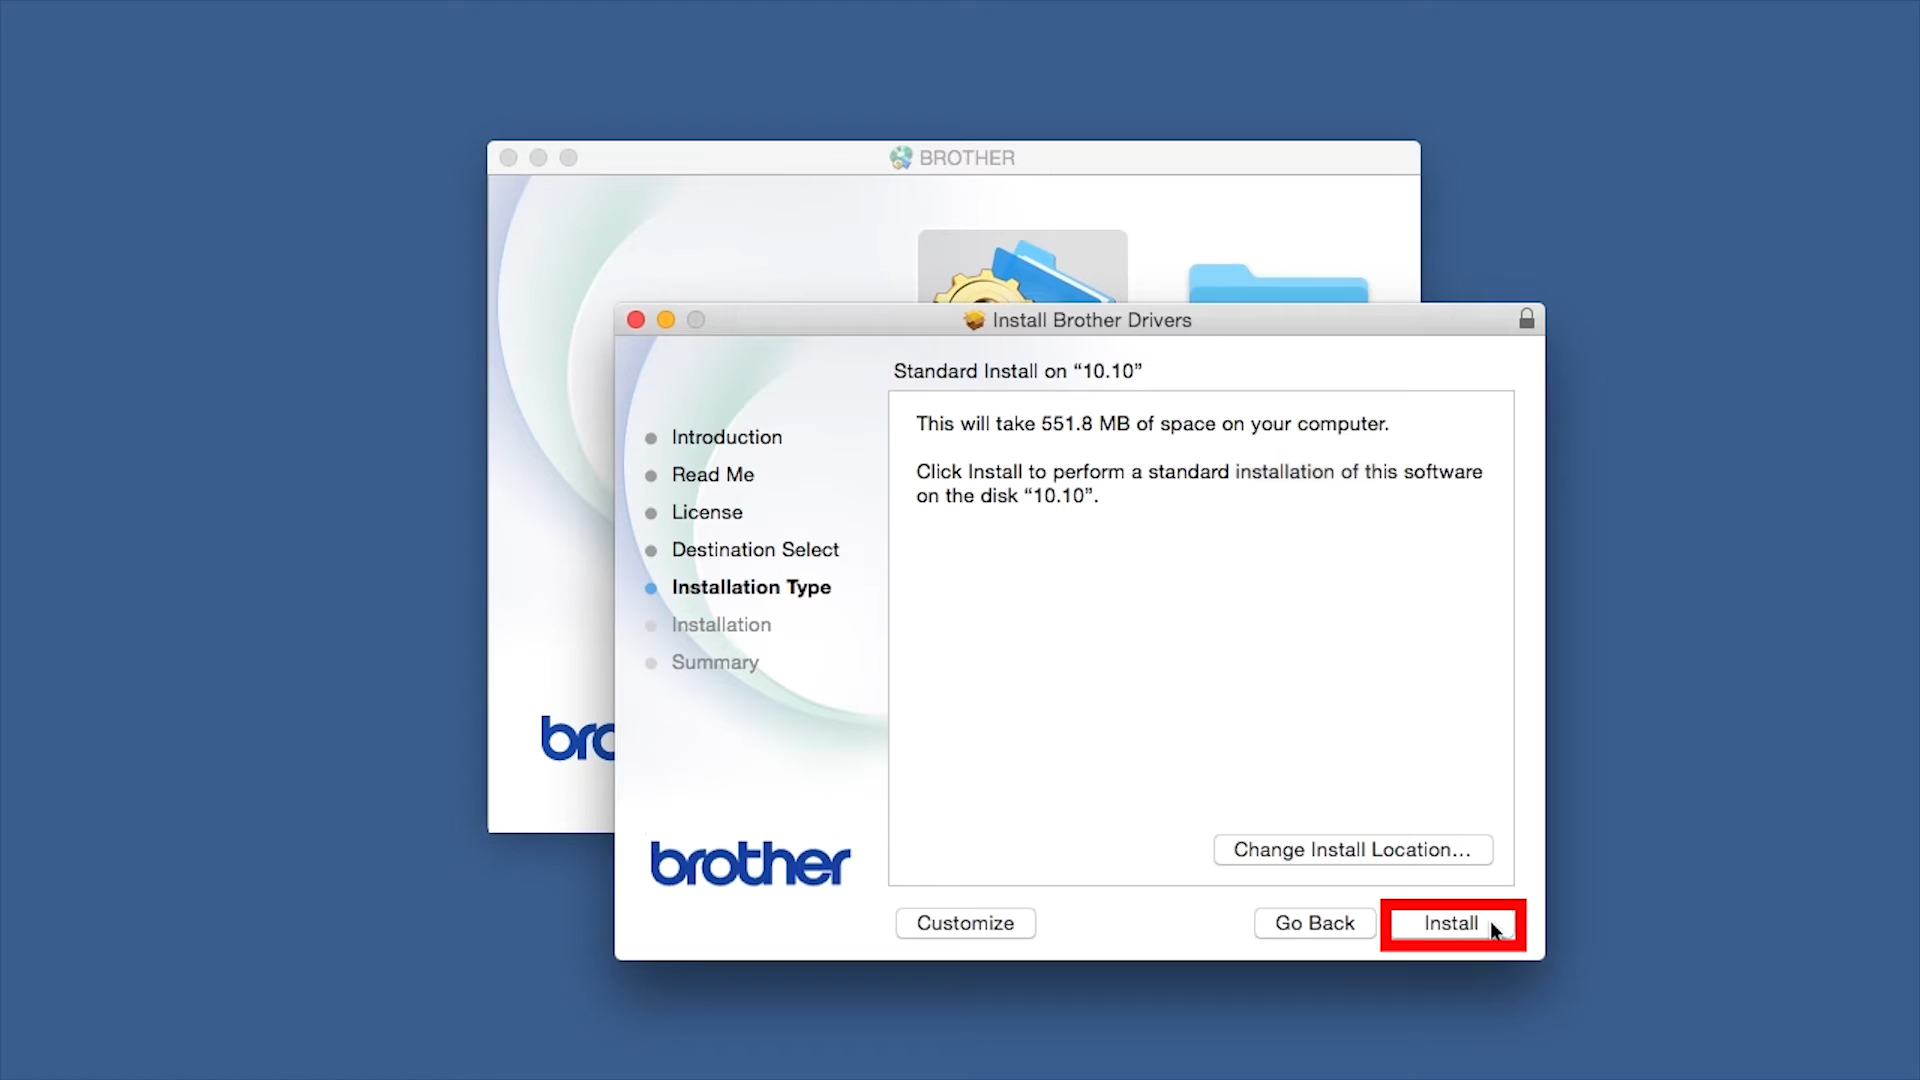 BROTHER
Install Brother Drivers
Standard Install on “10.10”
This will take 551.8 MB of space on your computer.
Click Install to perform a standard installation of this software
on the disk “10.10”.
Introduction
Read Me
License
Destination Select
Installation Type
Installation
Summary
bro
brother
Change Install Location...
Customize
Go Back
Install